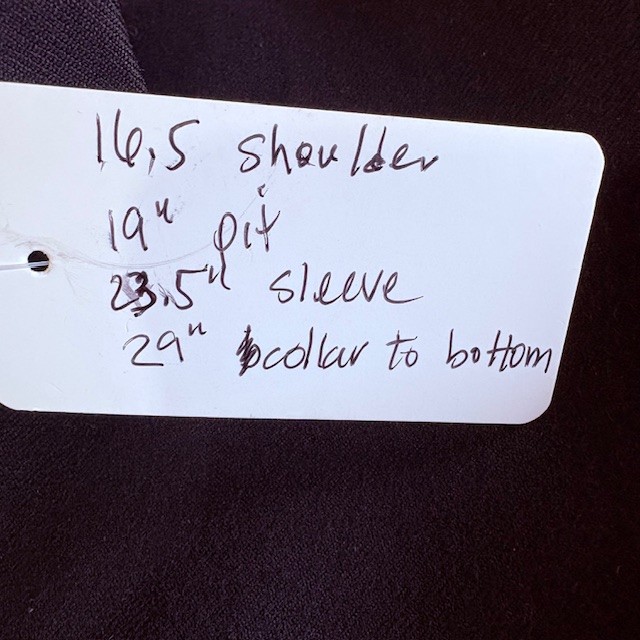 16.5 shoulder
19" pit
23.5" sleeve
29" collar to bottom